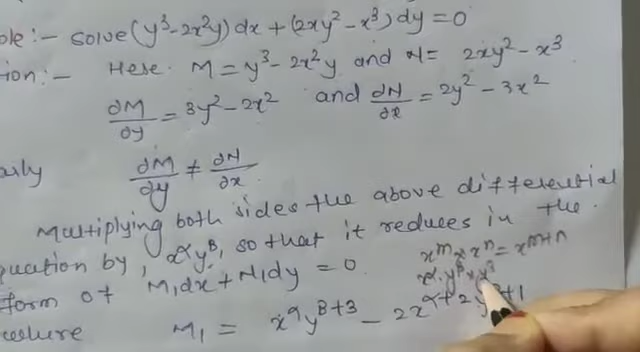 ple:- solve (y³-2x²y)dx + (2xy²-x³)dy=0
tion:- Here. M = y³-2x²y and N = 2xy²-x³
∂M/∂y = 3y²-2x² and ∂N/∂x = 2y²-3x²
∂M/∂y ≠ ∂N/∂x.
Multiplying both sides the above differential
quation by, xᵅyᵝ, so that it reduces in the.
form of M₁dx+N₁dy = 0.
xᵐ × xⁿ = xᵐ⁺ⁿ
xᵅ.yᵝ × y³
M₁ = xᵅyᵝ⁺³ - 2xᵅ⁺²yᵝ⁺¹